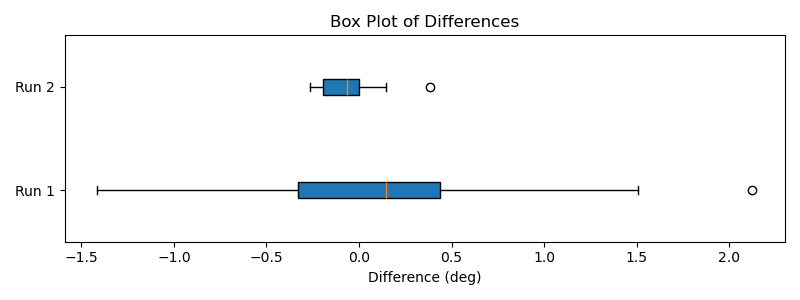 Box Plot of Differences
Run 2
Run 1
−1.5 −1.0 −0.5 0.0 0.5 1.0 1.5 2.0
Difference (deg)